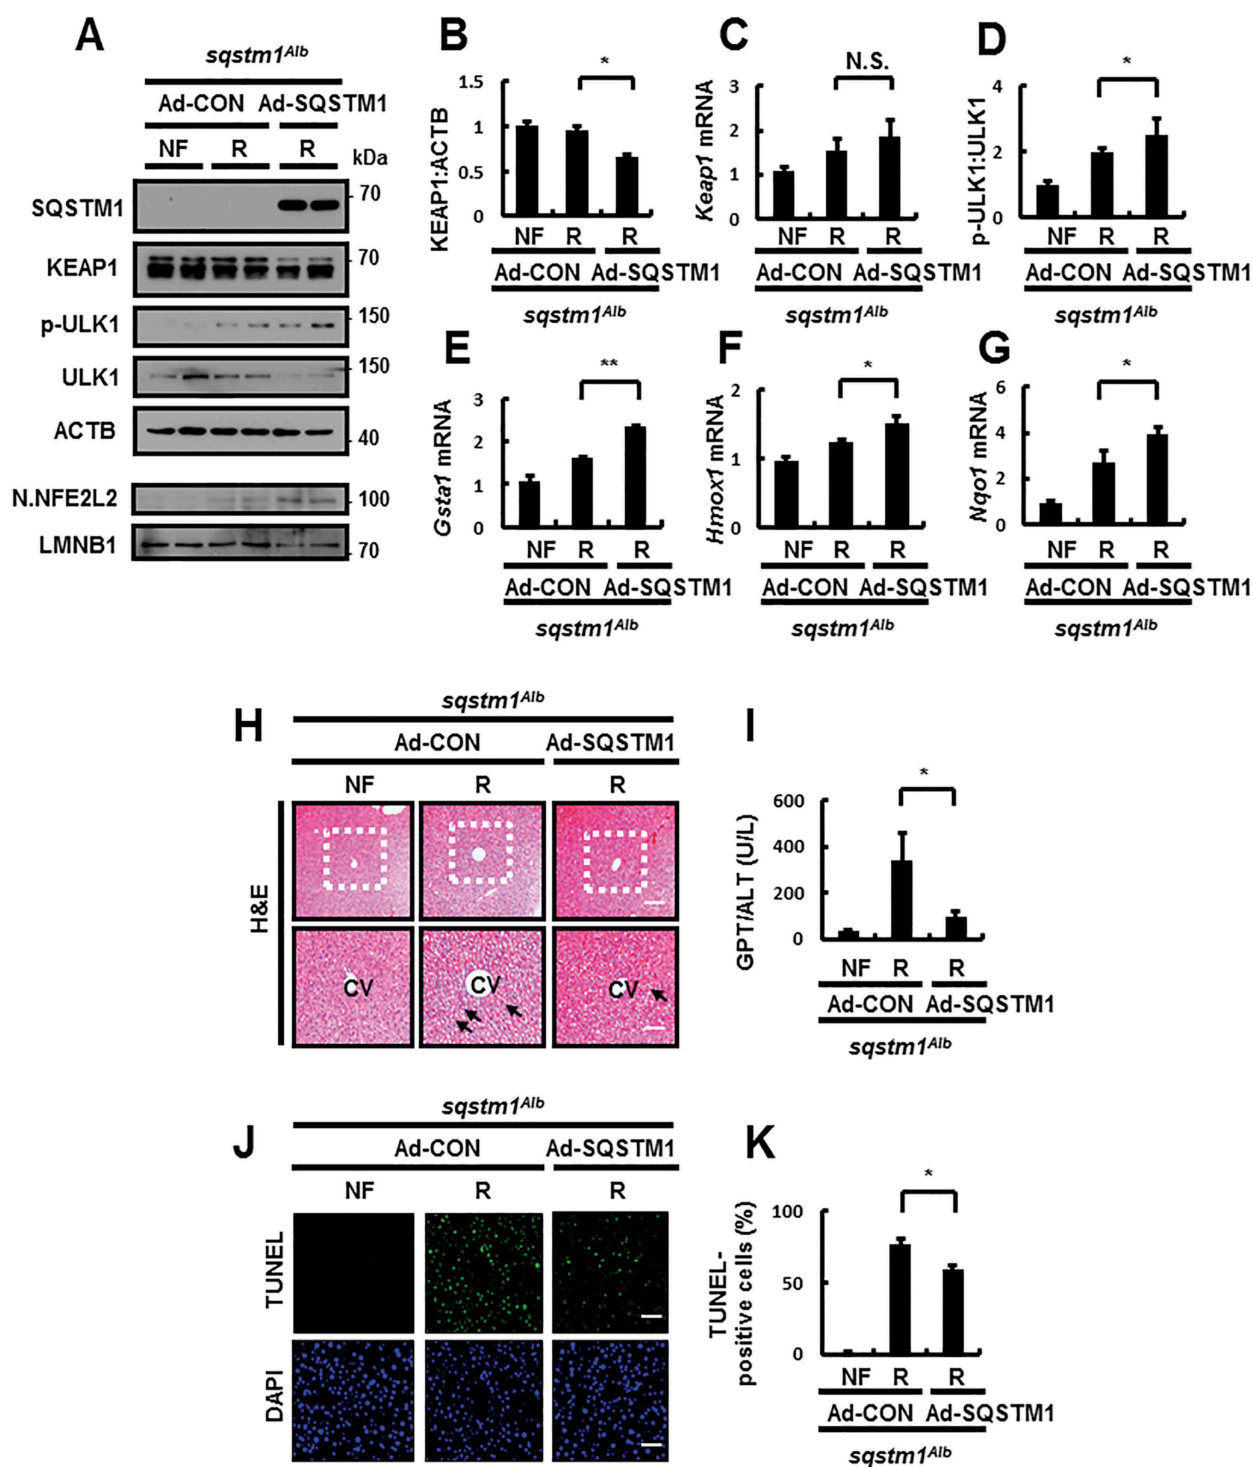 A
sqstm1Alb
Ad-CON Ad-SQSTM1
NF R R kDa
SQSTM1 70
KEAP1 70
p-ULK1 150
ULK1 150
ACTB 40
N.NFE2L2 100
LMNB1 70
B
*
KEAP1:ACTB
1.5
1
0.5
0
NF R R
Ad-CON Ad-SQSTM1
sqstm1Alb
C
N.S.
Keap1 mRNA
3
2
1
0
NF R R
Ad-CON Ad-SQSTM1
sqstm1Alb
D
*
p-ULK1:ULK1
4
2
0
NF R R
Ad-CON Ad-SQSTM1
sqstm1Alb
E
**
Gsta1 mRNA
3
2
1
0
NF R R
Ad-CON Ad-SQSTM1
sqstm1Alb
F
*
Hmox1 mRNA
2
1
0
NF R R
Ad-CON Ad-SQSTM1
sqstm1Alb
G
*
Nqo1 mRNA
6
4
2
0
NF R R
Ad-CON Ad-SQSTM1
sqstm1Alb
H
sqstm1Alb
Ad-CON Ad-SQSTM1
NF R R
H&E
CV CV CV
I
*
GPT/ALT (U/L)
600
400
200
0
NF R R
Ad-CON Ad-SQSTM1
sqstm1Alb
J
sqstm1Alb
Ad-CON Ad-SQSTM1
NF R R
TUNEL
DAPI
K
*
TUNEL-
positive cells (%)
100
50
0
NF R R
Ad-CON Ad-SQSTM1
sqstm1Alb